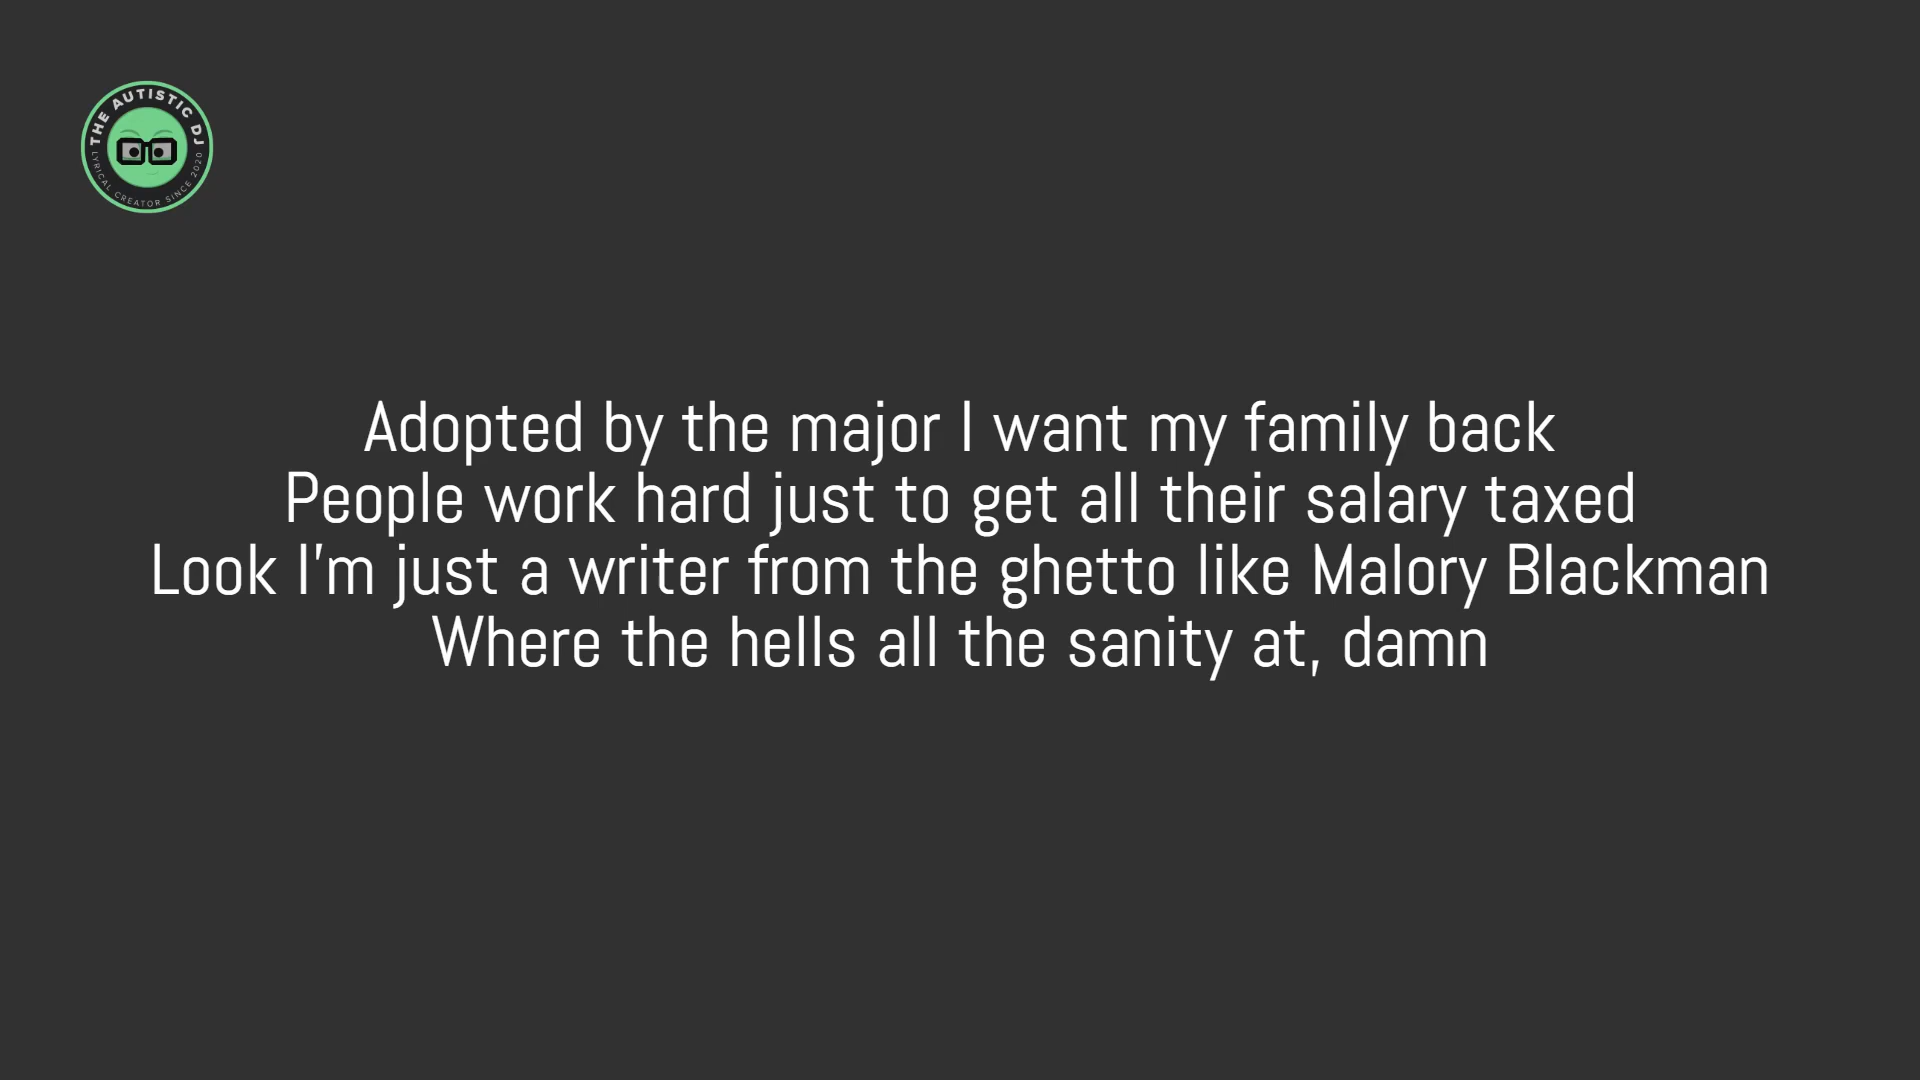 THE AUTISTIC DJ
LYRICAL CREATOR SINCE 2020
Adopted by the major I want my family back
People work hard just to get all their salary taxed
Look I'm just a writer from the ghetto like Malory Blackman
Where the hells all the sanity at, damn